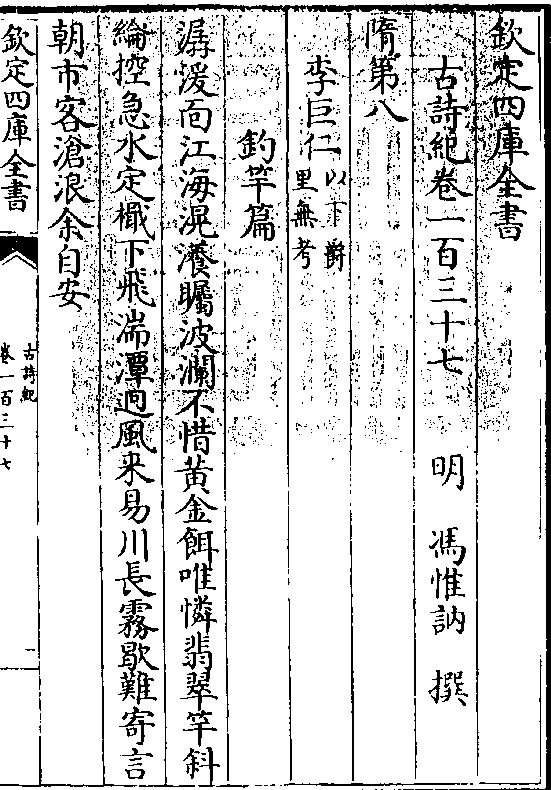 欽定四庫全書
古詩紀卷一百三十七　明　馮惟訥　撰
隋第八
李巨仁以下爵里無考
釣竿篇
潺湲面江海滉瀁矚波瀾不惜黃金餌唯憐翡翠竿斜
綸控急水定檝下飛湍潭迥風来易川長霧歇難寄言
朝市客滄浪余自安
欽定四庫全書
古詩紀
卷一百三十七
一